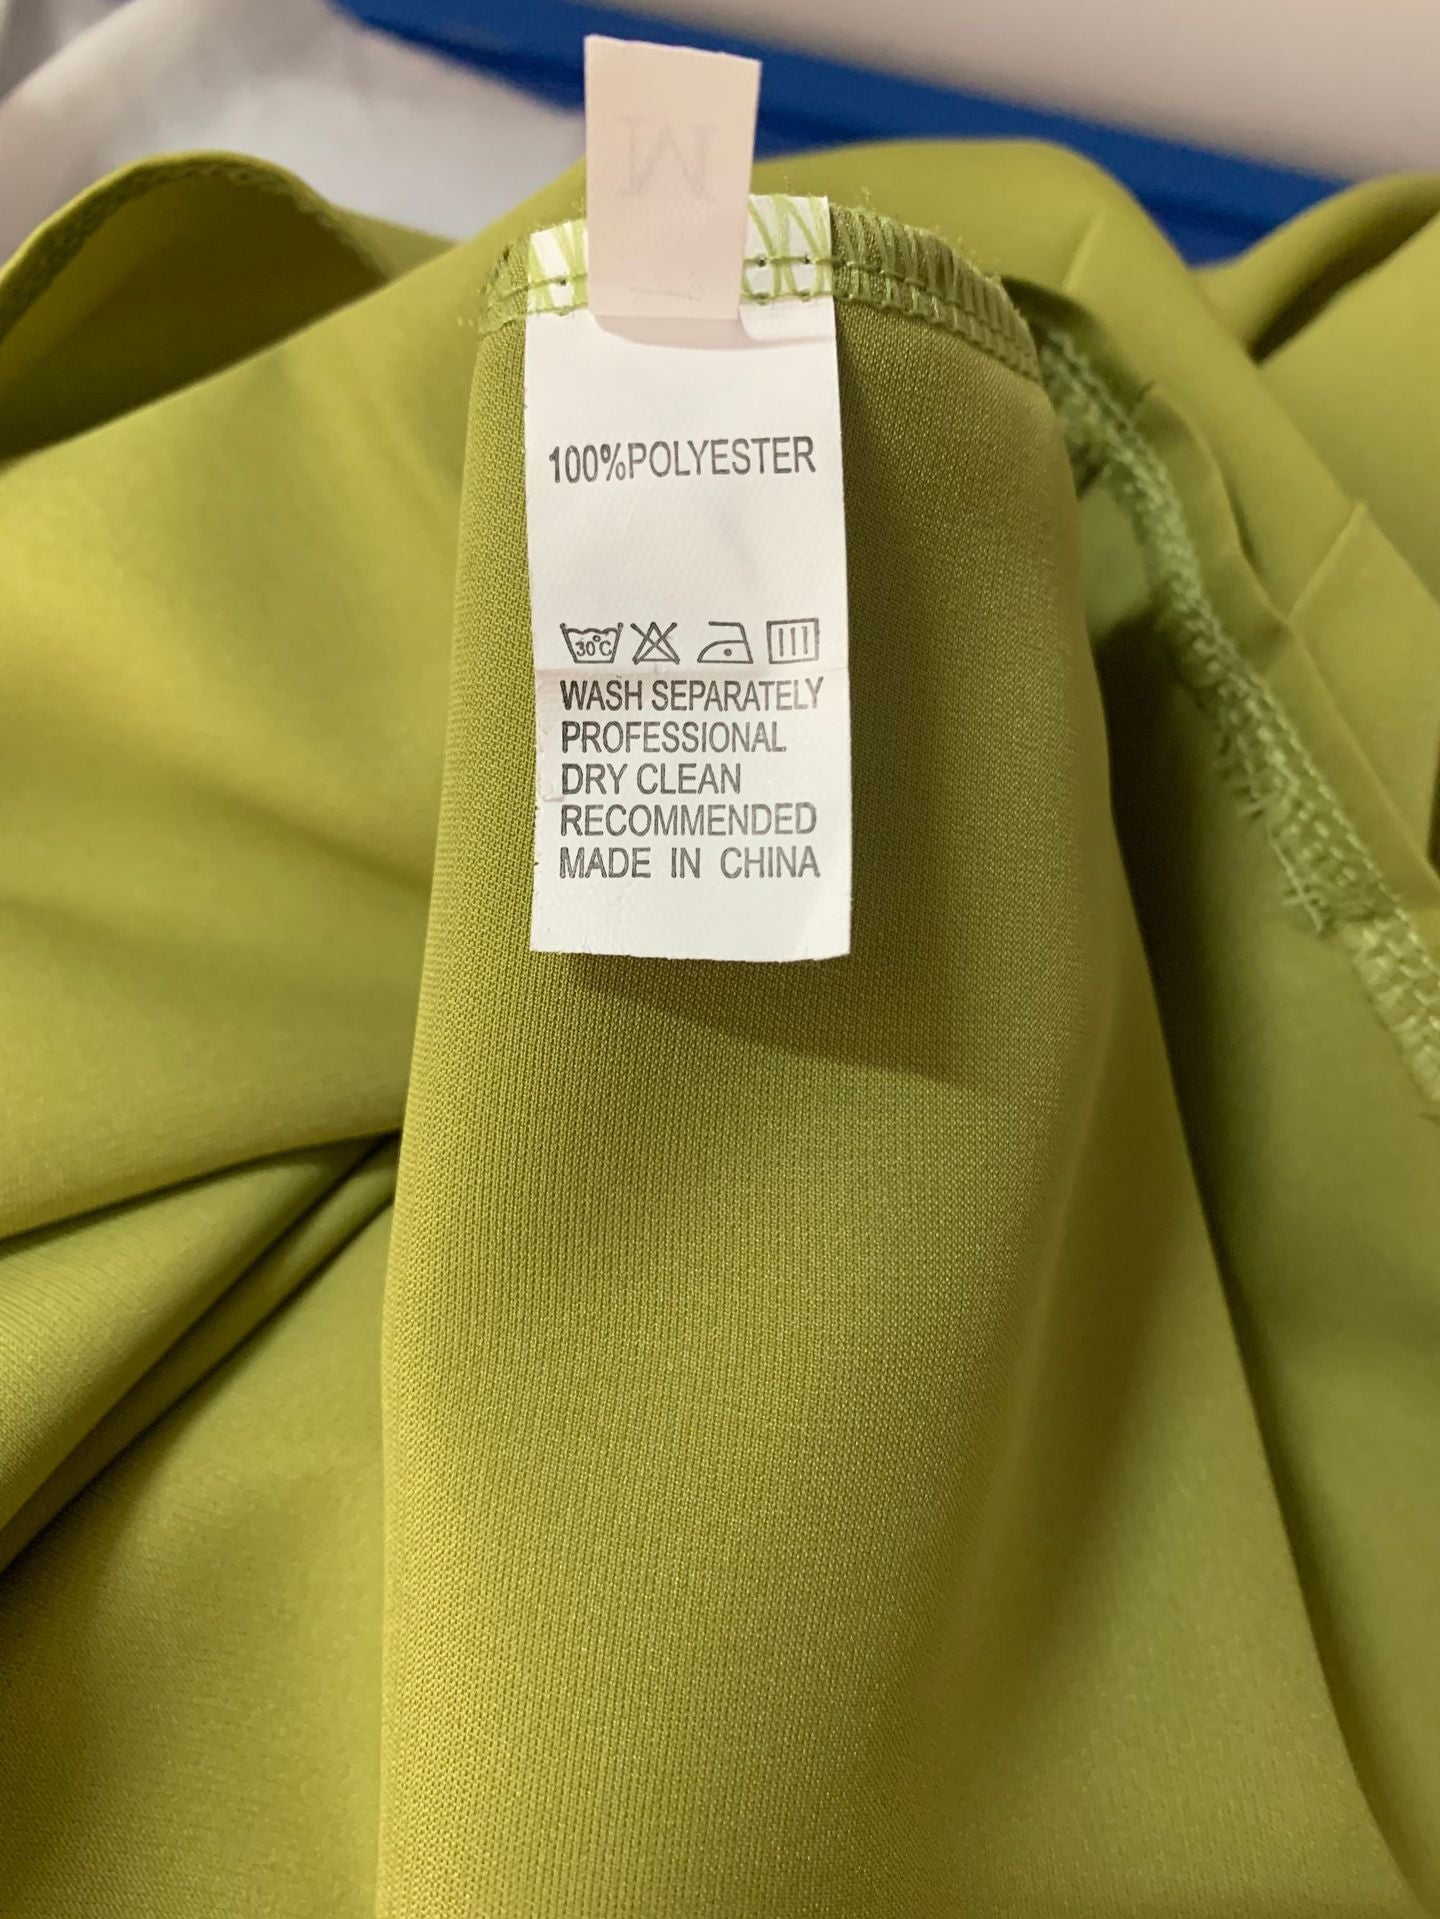 M
100%POLYESTER
30°C
WASH SEPARATELY
PROFESSIONAL
DRY CLEAN
RECOMMENDED
MADE IN CHINA